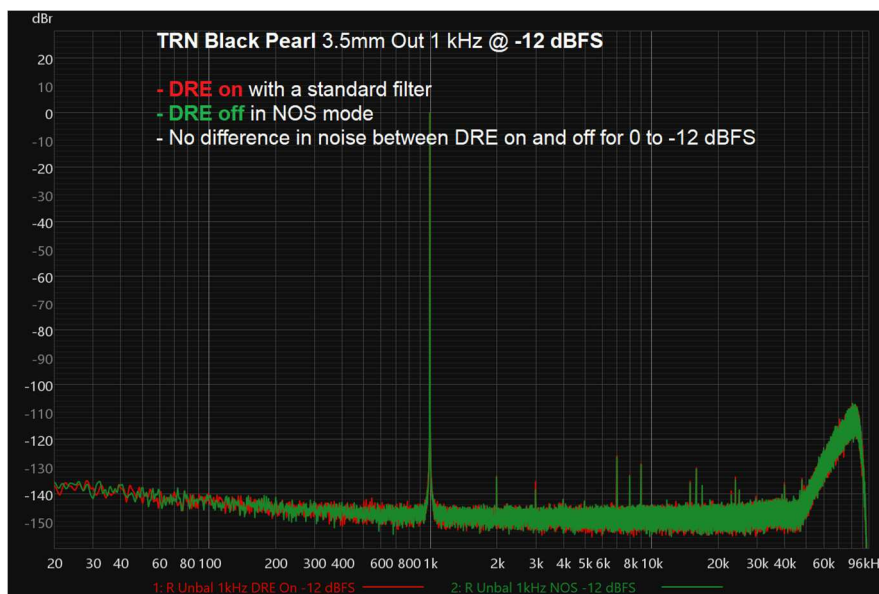 dBr
TRN Black Pearl 3.5mm Out 1 kHz @ -12 dBFS
- DRE on with a standard filter
- DRE off in NOS mode
- No difference in noise between DRE on and off for 0 to -12 dBFS
20
10
0
-10
-20
-30
-40
-50
-60
-70
-80
-90
-100
-110
-120
-130
-140
-150
20 30 40 60 80 100 200 300 400 600 800 1k 2k 3k 4k 5k 6k 8k 10k 20k 30k 40k 60k 96kH
1: R Unbal 1kHz DRE On -12 dBFS 2: R Unbal 1kHz NOS -12 dBFS